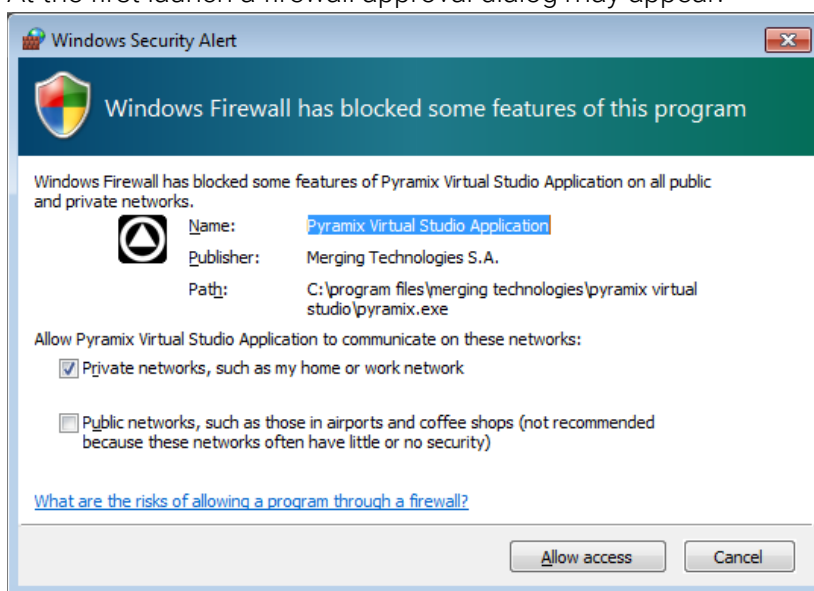 At the first launch a firewall approval dialog may appear:
Windows Security Alert
Windows Firewall has blocked some features of this program
Windows Firewall has blocked some features of Pyramix Virtual Studio Application on all public
and private networks.
Name: Pyramix Virtual Studio Application
Publisher: Merging Technologies S.A.
Path: C:\program files\merging technologies\pyramix virtual
studio\pyramix.exe
Allow Pyramix Virtual Studio Application to communicate on these networks:
Private networks, such as my home or work network
Public networks, such as those in airports and coffee shops (not recommended
because these networks often have little or no security)
What are the risks of allowing a program through a firewall?
Allow access Cancel